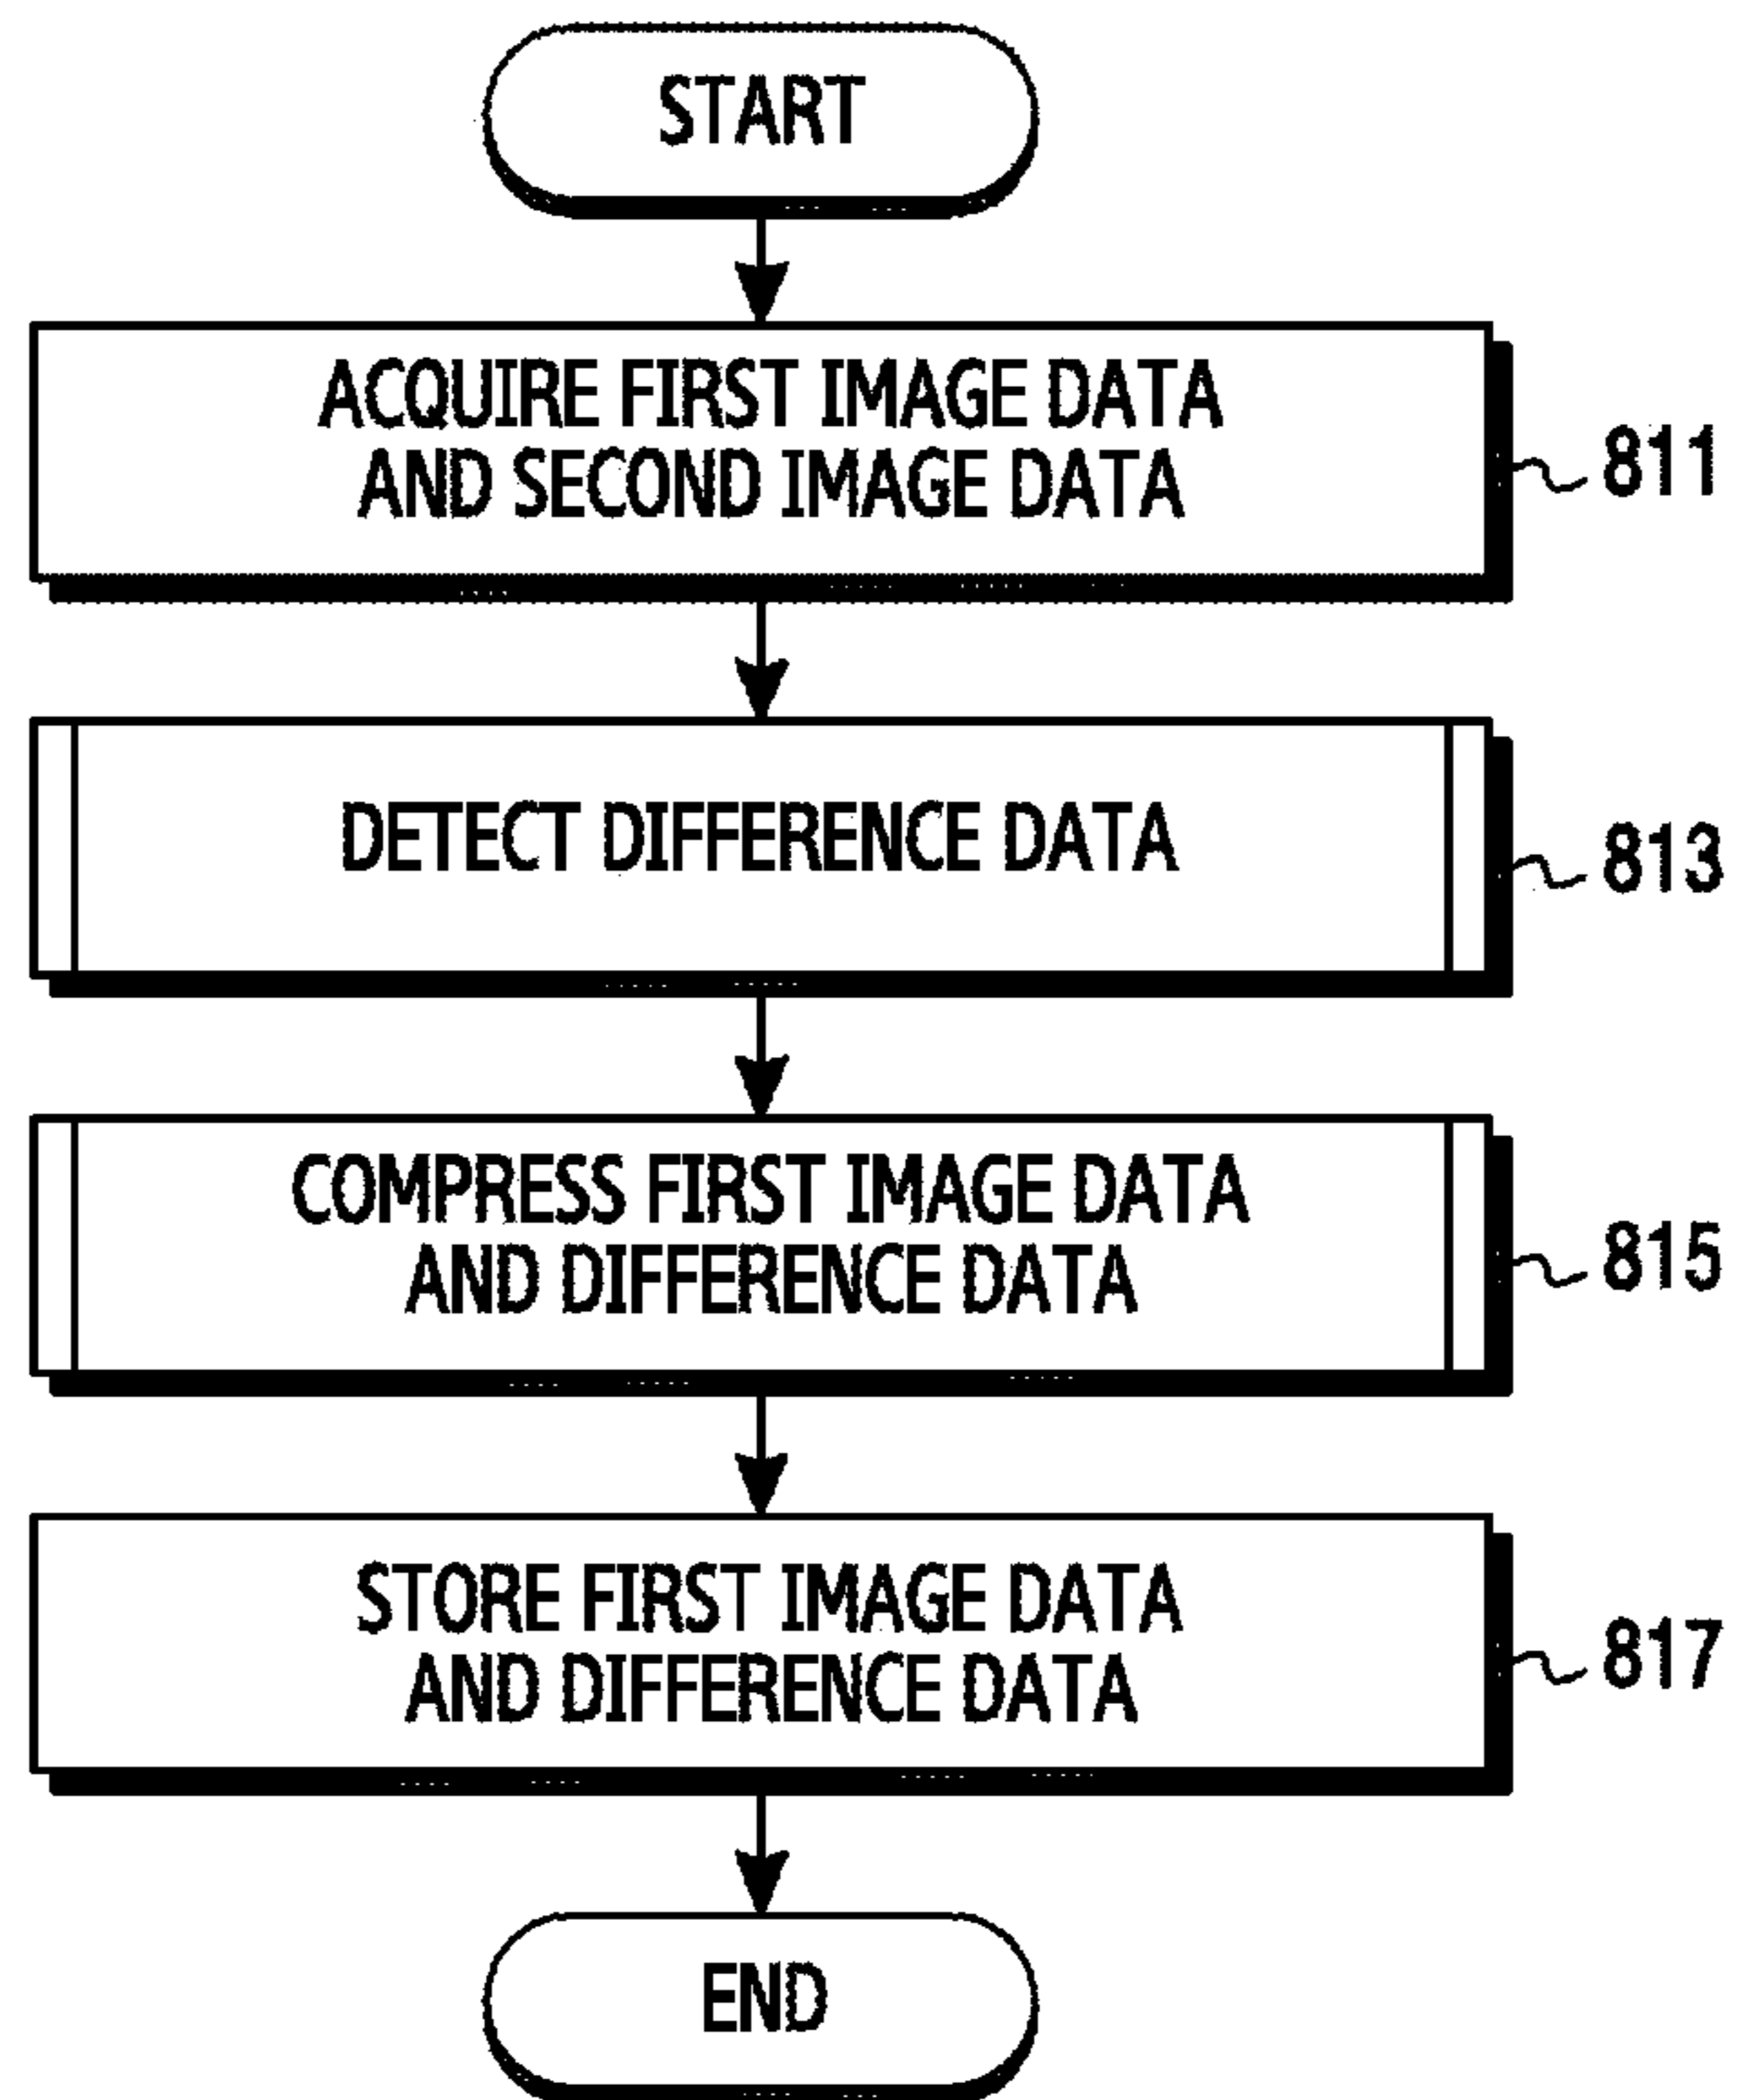 START
ACQUIRE FIRST IMAGE DATA
AND SECOND IMAGE DATA
811
DETECT DIFFERENCE DATA
813
COMPRESS FIRST IMAGE DATA
AND DIFFERENCE DATA
815
STORE FIRST IMAGE DATA
AND DIFFERENCE DATA
817
END